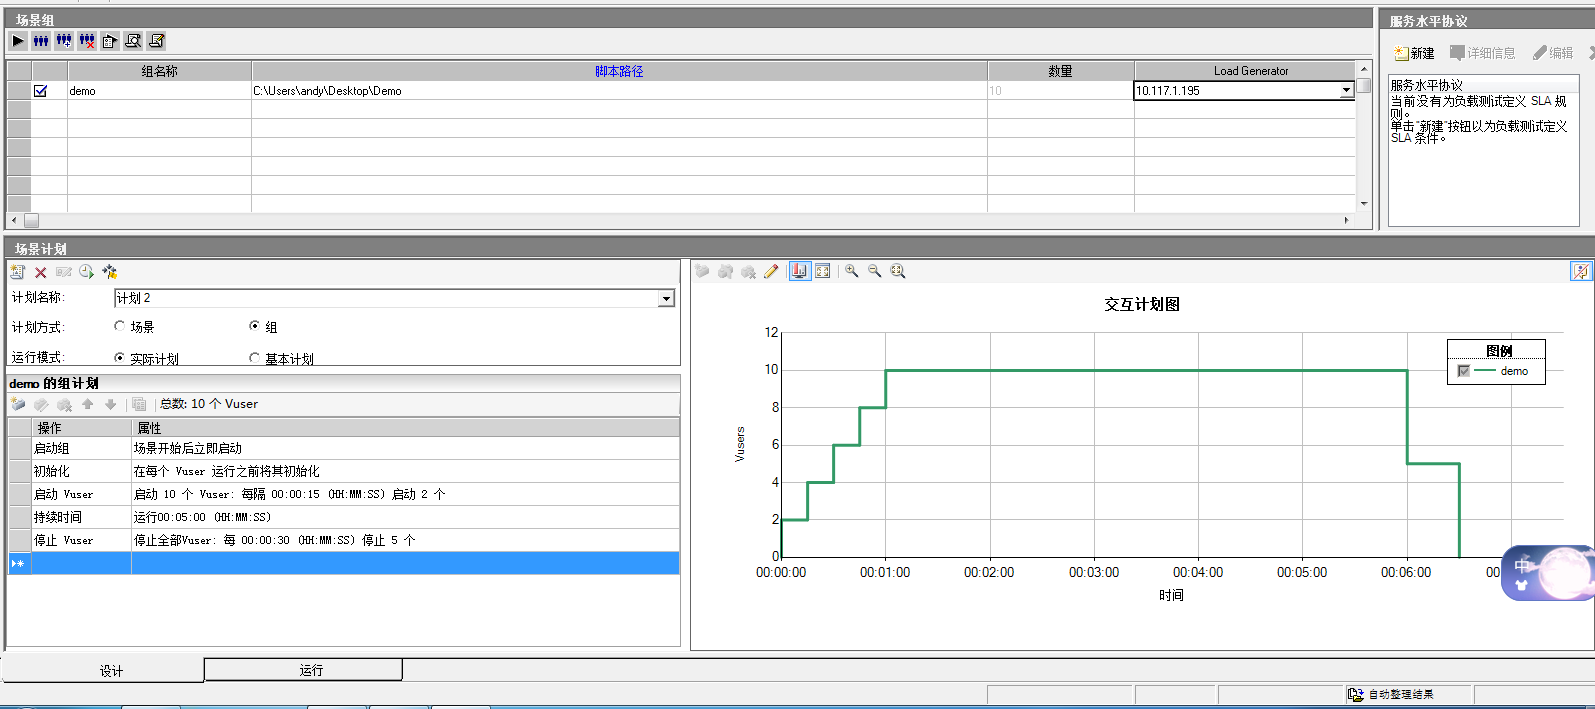 场景组
组名称 脚本路径 数量 Load Generator
demo C:\Users\andy\Desktop\Demo 10 10.117.1.195
服务水平协议
新建 详细信息 编辑
服务水平协议
当前没有为负载测试定义 SLA 规
则。
单击"新建"按钮以为负载测试定义
SLA 条件。
场景计划
计划名称: 计划 2
计划方式: 场景 组
运行模式: 实际计划 基本计划
demo 的组计划
总数: 10 个 Vuser
操作 属性
启动组 场景开始后立即启动
初始化 在每个 Vuser 运行之前将其初始化
启动 Vuser 启动 10 个 Vuser: 每隔 00:00:15 (HH:MM:SS) 启动 2 个
持续时间 运行00:05:00 (HH:MM:SS)
停止 Vuser 停止全部Vuser: 每 00:00:30 (HH:MM:SS) 停止 5 个
交互计划图
12
10
8
6
4
2
0
Vusers
00:00:00 00:01:00 00:02:00 00:03:00 00:04:00 00:05:00 00:06:00 00
时间
图例
demo
中
设计 运行
自动整理结果